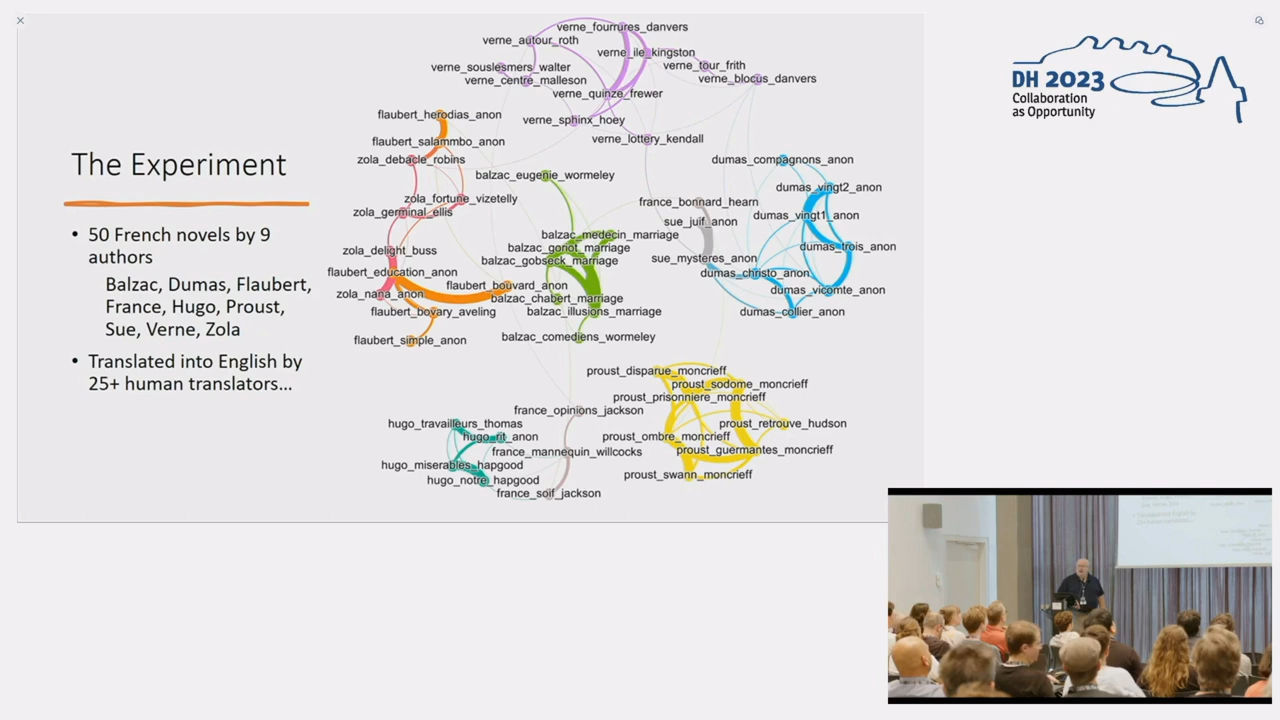 The Experiment
• 50 French novels by 9
authors
Balzac, Dumas, Flaubert,
France, Hugo, Proust,
Sue, Verne, Zola
• Translated into English by
25+ human translators...
verne_fourrures_danvers
verne_autour_roth
verne_ile_kingston
verne_souslesmers_walter
verne_tour_frith
verne_centre_malleson
verne_blocus_danvers
verne_quinze_frewer
verne_sphinx_hoey
verne_lottery_kendall
flaubert_herodias_anon
flaubert_salammbo_anon
zola_debacle_robins
zola_fortune_vizetelly
zola_germinal_ellis
zola_delight_buss
flaubert_education_anon
flaubert_bouvard_anon
zola_nana_anon
flaubert_bovary_aveling
flaubert_simple_anon
balzac_eugenie_wormeley
balzac_medecin_marriage
balzac_goriot_marriage
balzac_gobseck_marriage
balzac_chabert_marriage
balzac_illusions_marriage
balzac_comediens_wormeley
france_bonnard_hearn
sue_juif_anon
sue_mysteres_anon
dumas_compagnons_anon
dumas_vingt2_anon
dumas_vingt1_anon
dumas_trois_anon
dumas_christo_anon
dumas_vicomte_anon
dumas_collier_anon
proust_disparue_moncrieff
proust_sodome_moncrieff
proust_prisonniere_moncrieff
proust_retrouve_hudson
proust_ombre_moncrieff
proust_guermantes_moncrieff
proust_swann_moncrieff
france_opinions_jackson
hugo_travailleurs_thomas
hugo_rit_anon
france_mannequin_willcocks
hugo_miserables_hapgood
hugo_notre_hapgood
france_soif_jackson
DH 2023
Collaboration
as Opportunity